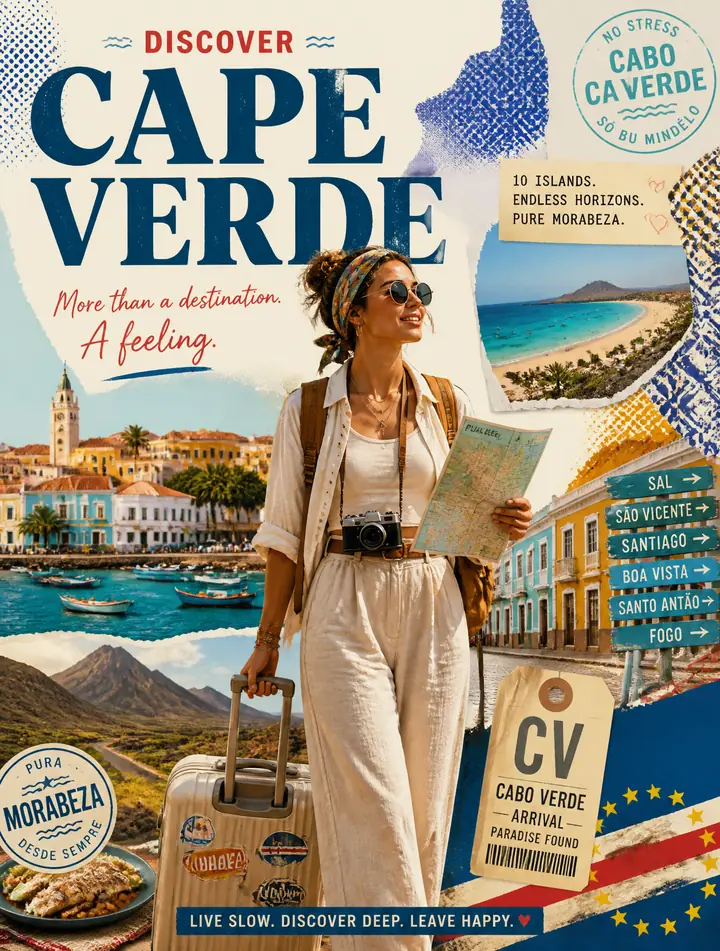 DISCOVER
CAPE
VERDE
More than a destination.
A feeling.
NO STRESS
CABO
CA VERDE
SÓ BU MINDÉLO
10 ISLANDS.
ENDLESS HORIZONS.
PURE MORABEZA.
SAL →
SÃO VICENTE →
SANTIAGO →
BOA VISTA →
SANTO ANTÃO →
FOGO →
CV
CABO VERDE
ARRIVAL
PARADISE FOUND
PURA
MORABEZA
DESDE SEMPRE
LIVE SLOW. DISCOVER DEEP. LEAVE HAPPY.